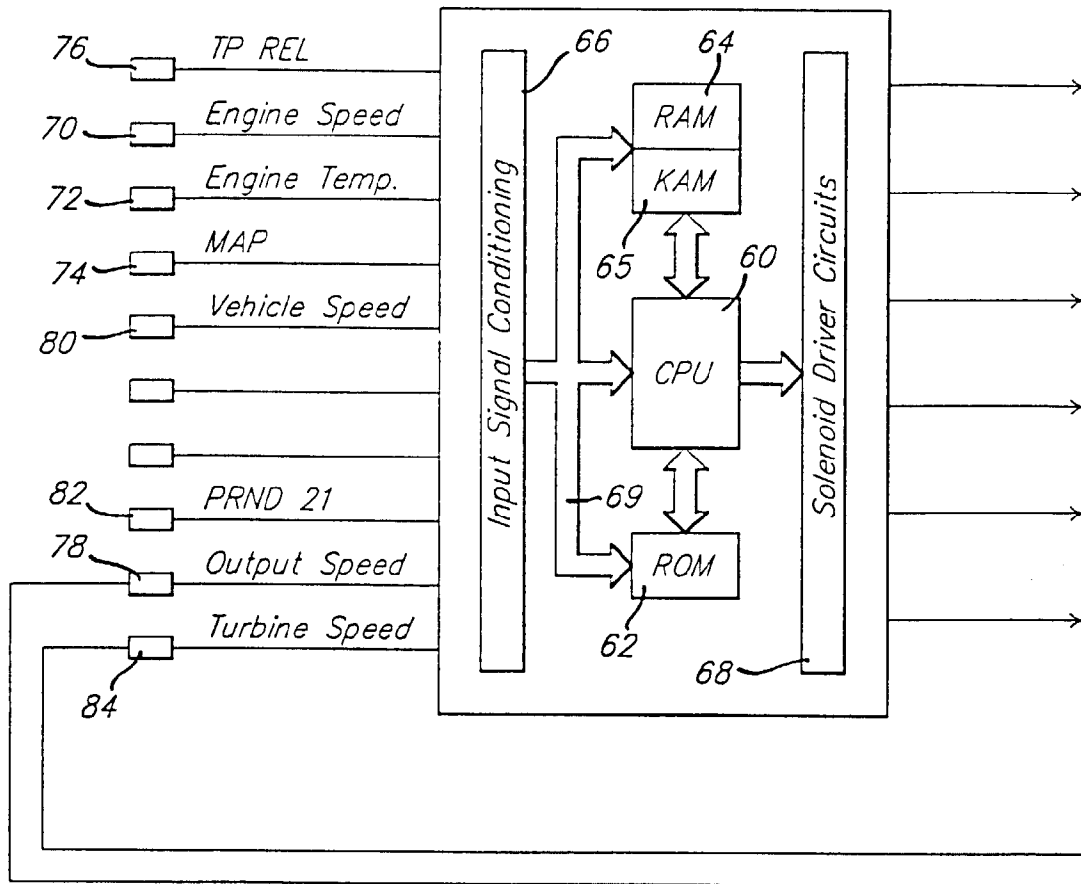 76
TP REL
66
64
70
Engine Speed
RAM
72
Engine Temp.
KAM
74
MAP
65
60
80
Vehicle Speed
Input Signal Conditioning
CPU
Solenoid Driver Circuits
82
PRND 21
69
78
Output Speed
ROM
Turbine Speed
62
68
84